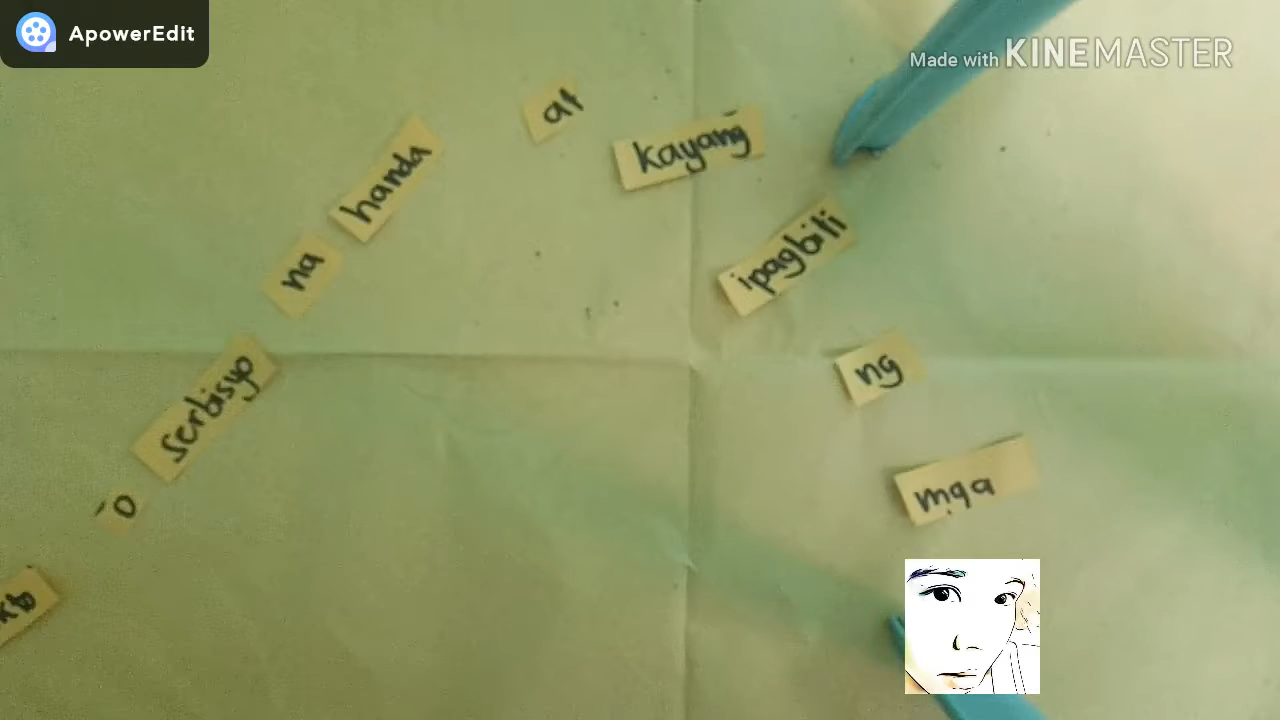 ApowerEdit
Made with KINEMASTER
o
serbisyo
na
handa
at
kayang
ipagbili
ng
mga